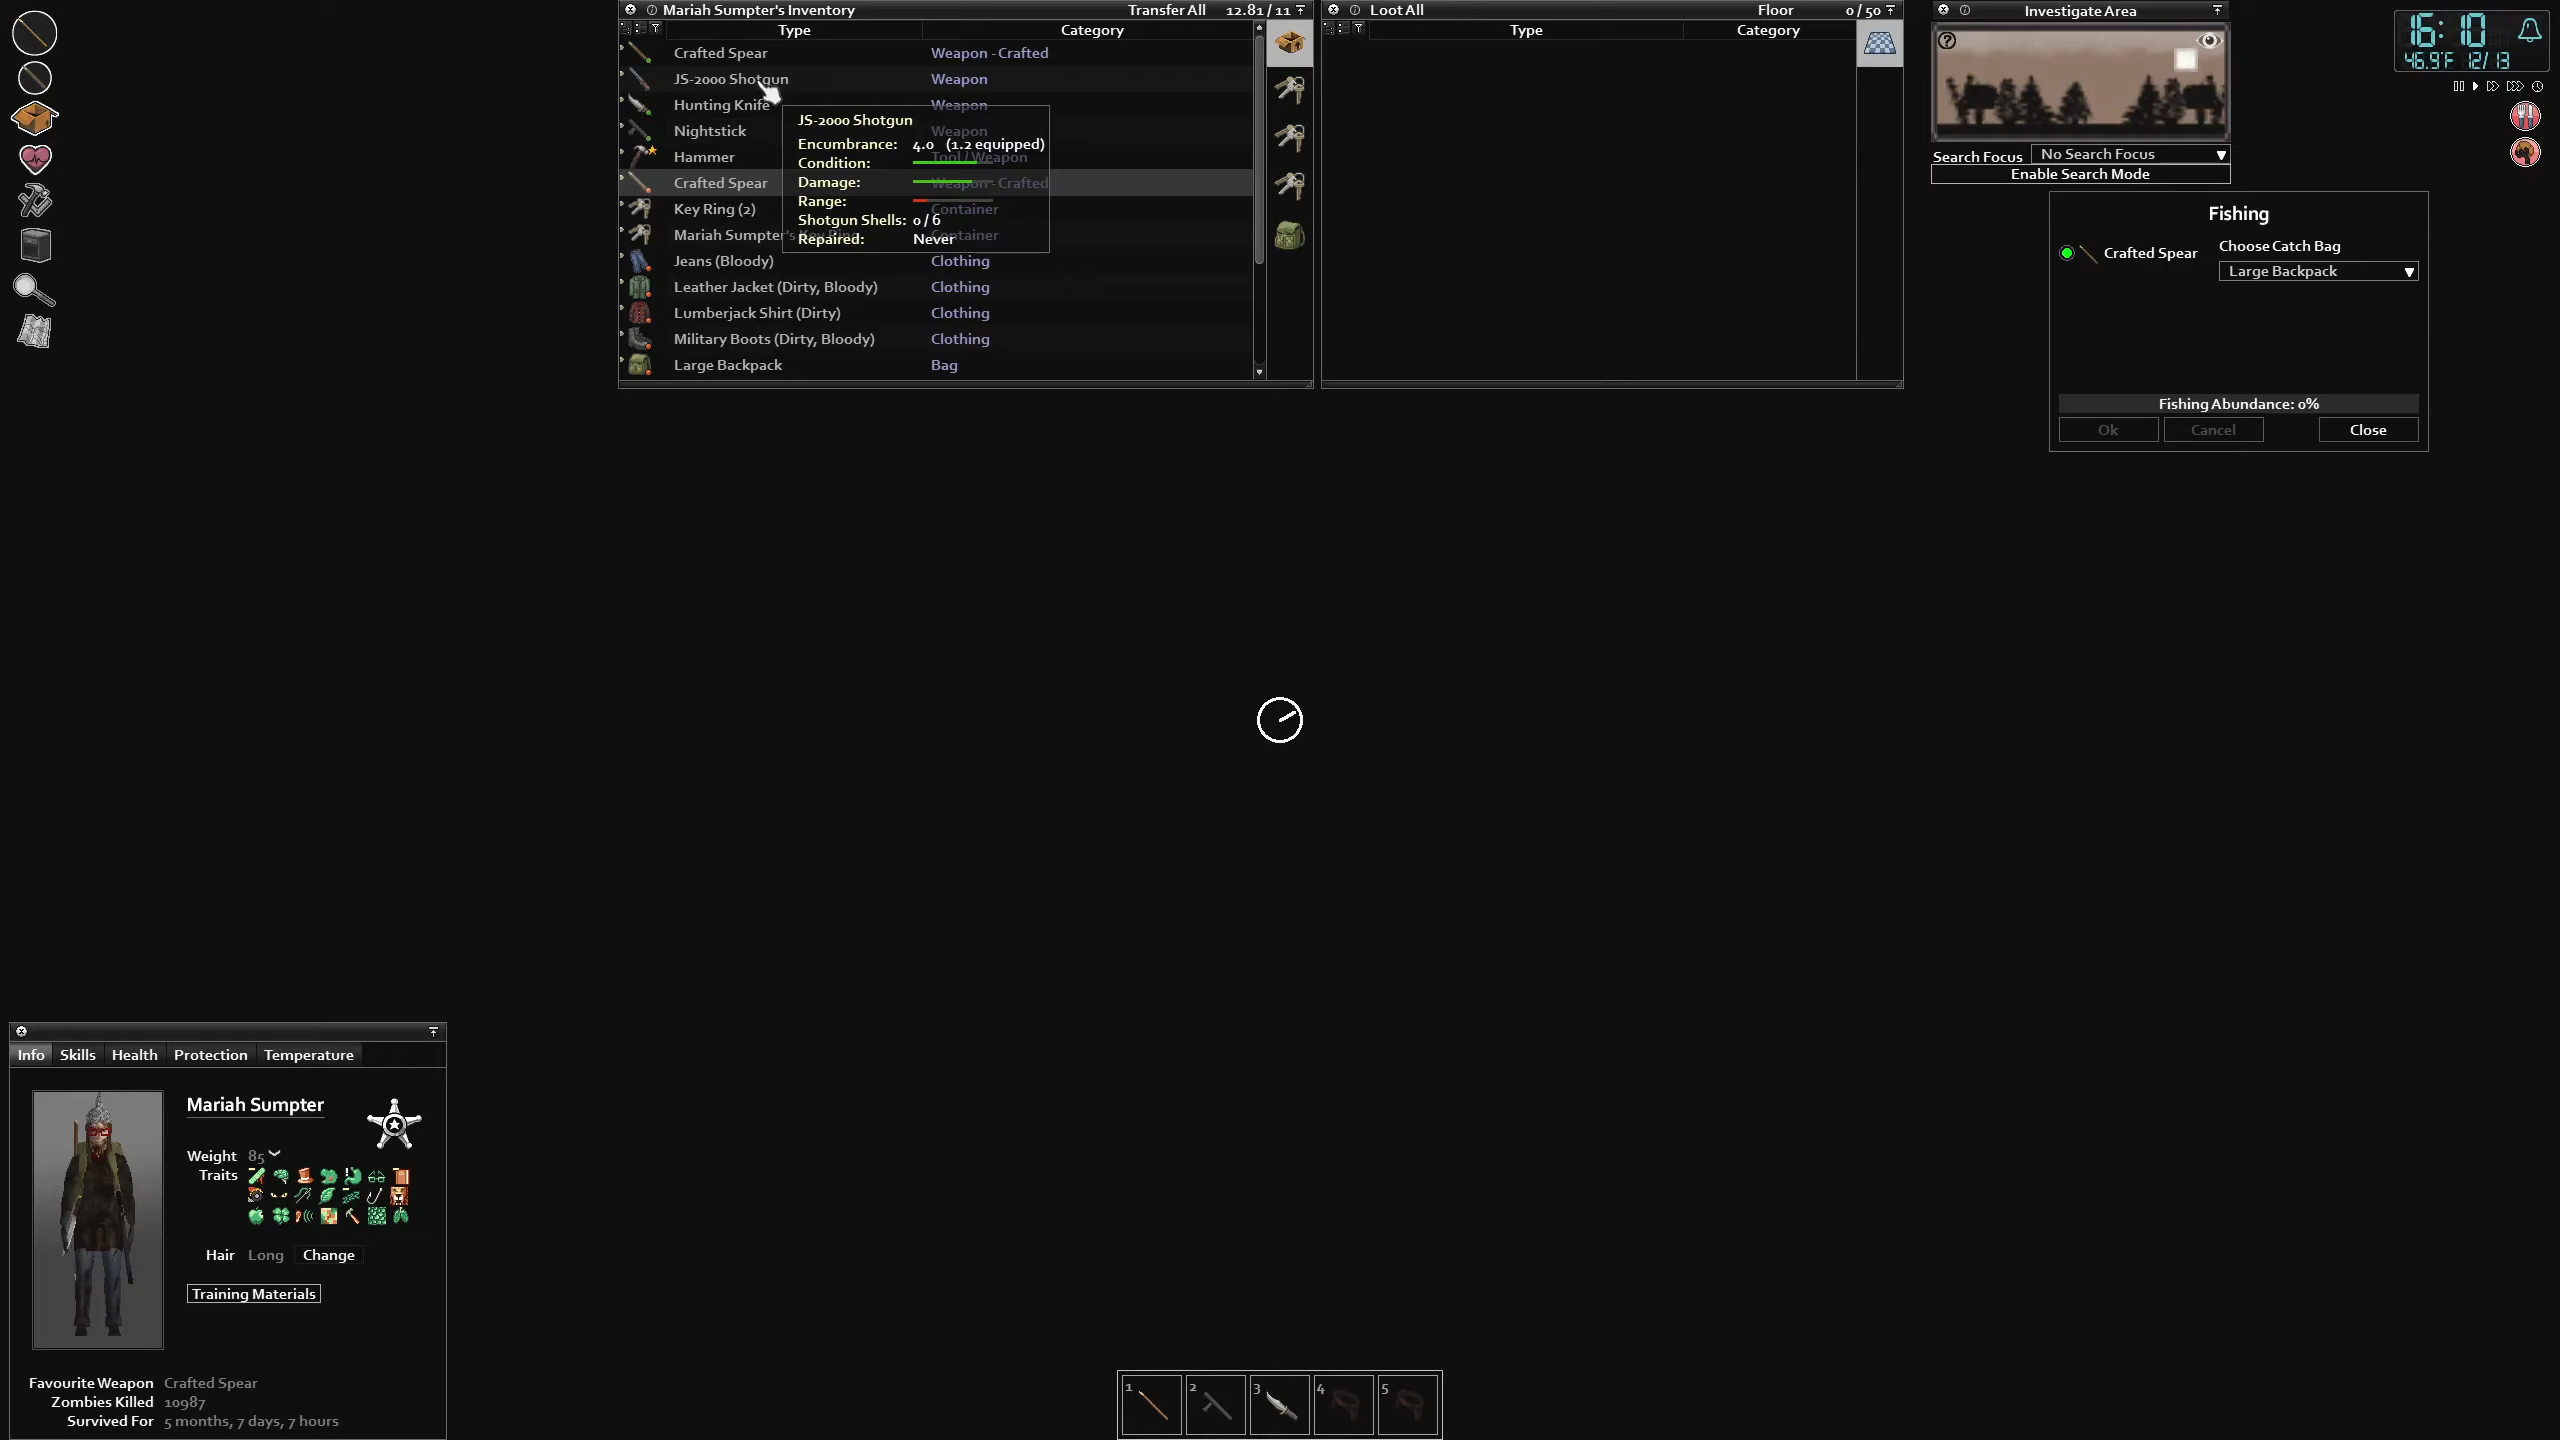 Mariah Sumpter's Inventory Transfer All 12.81 / 11
Type Category
Crafted Spear Weapon - Crafted
JS-2000 Shotgun Weapon
Hunting Knife Weapon
Nightstick Weapon
Hammer Tool / Weapon
Crafted Spear Weapon - Crafted
Key Ring (2) Container
Mariah Sumpter's Key Ring Container
Jeans (Bloody) Clothing
Leather Jacket (Dirty, Bloody) Clothing
Lumberjack Shirt (Dirty) Clothing
Military Boots (Dirty, Bloody) Clothing
Large Backpack Bag
JS-2000 Shotgun
Encumbrance: 4.0 (1.2 equipped)
Condition:
Damage:
Range:
Shotgun Shells: 0 / 6
Repaired: Never
Loot All Floor 0 / 50
Type Category
Investigate Area
Search Focus No Search Focus
Enable Search Mode
16:10
46.9°F 12/13
Fishing
Crafted Spear
Choose Catch Bag
Large Backpack
Fishing Abundance: 0%
Ok Cancel Close
Info Skills Health Protection Temperature
Mariah Sumpter
Weight 85
Traits
Hair Long Change
Training Materials
Favourite Weapon Crafted Spear
Zombies Killed 10987
Survived For 5 months, 7 days, 7 hours
1 2 3 4 5